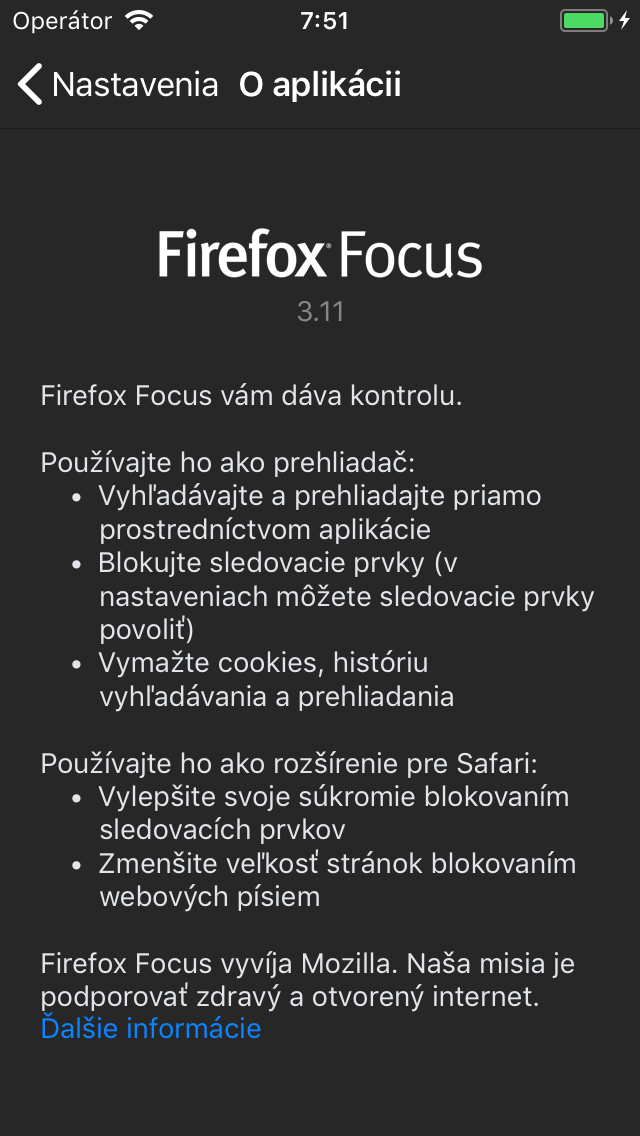 Operátor 7:51
Nastavenia O aplikácii
Firefox Focus
3.11
Firefox Focus vám dáva kontrolu.
Používajte ho ako prehliadač:
• Vyhľadávajte a prehliadajte priamo
prostredníctvom aplikácie
• Blokujte sledovacie prvky (v
nastaveniach môžete sledovacie prvky
povoliť)
• Vymažte cookies, históriu
vyhľadávania a prehliadania
Používajte ho ako rozšírenie pre Safari:
• Vylepšite svoje súkromie blokovaním
sledovacích prvkov
• Zmenšite veľkosť stránok blokovaním
webových písiem
Firefox Focus vyvíja Mozilla. Naša misia je
podporovať zdravý a otvorený internet.
Ďalšie informácie